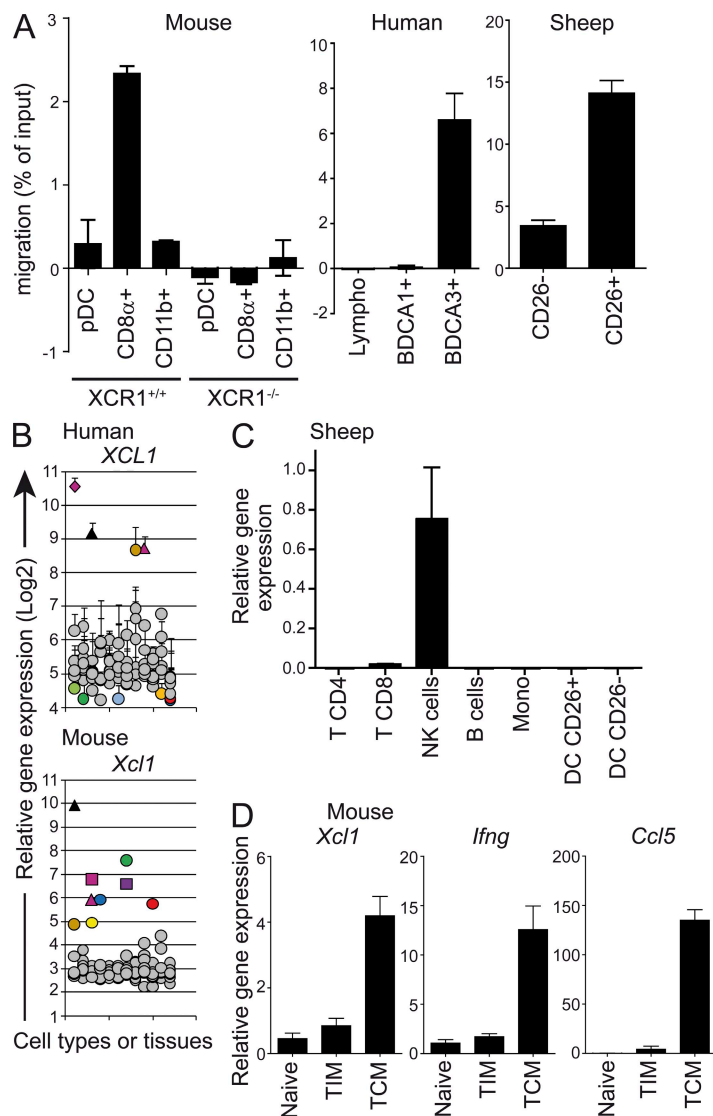 A
Mouse
Human
Sheep
migration (% of input)
3
2
1
0
-1
pDC
CD8α+
CD11b+
pDC
CD8α+
CD11b+
XCR1+/+
XCR1-/-
10
8
6
4
2
0
-2
Lympho
BDCA1+
BDCA3+
20
15
10
5
0
CD26-
CD26+
B
Human
XCL1
Relative gene expression (Log2)
11
10
9
8
7
6
5
4
Mouse
Xcl1
11
10
9
8
7
6
5
4
3
2
1
Cell types or tissues
C
Sheep
Relative gene
expression
1.0
0.8
0.6
0.4
0.2
0.0
T CD4
T CD8
NK cells
B cells
Mono
DC CD26+
DC CD26-
D
Mouse
Xcl1
Ifng
Ccl5
Relative gene expression
6
4
2
0
Naive
TIM
TCM
20
15
10
5
0
Naive
TIM
TCM
200
150
100
50
0
Naive
TIM
TCM